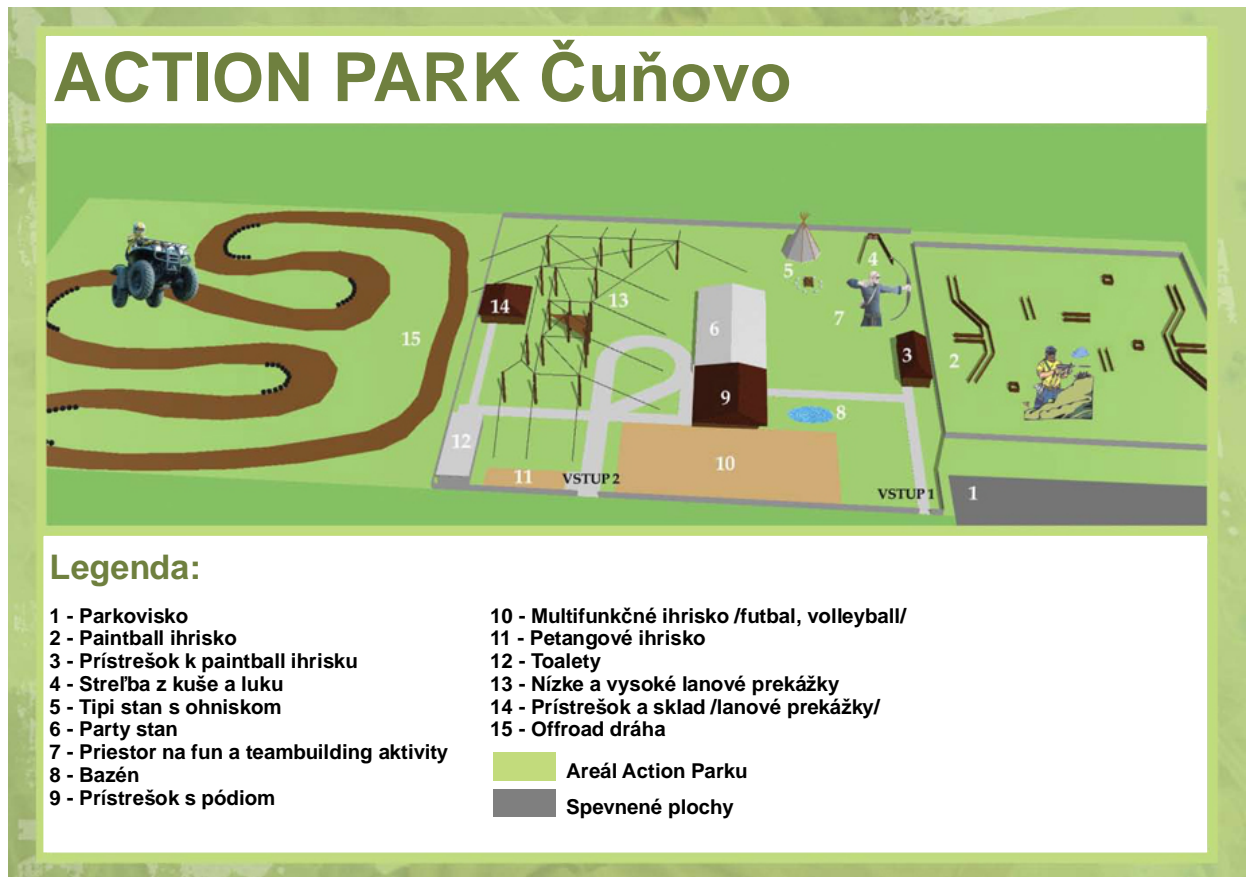 ACTION PARK Čuňovo
4
5
13
14
7
6
15
3
2
9
8
12
10
11
VSTUP 2
VSTUP 1
1
Legenda:
1 - Parkovisko
2 - Paintball ihrisko
3 - Prístrešok k paintball ihrisku
4 - Streľba z kuše a luku
5 - Tipi stan s ohniskom
6 - Party stan
7 - Priestor na fun a teambuilding aktivity
8 - Bazén
9 - Prístrešok s pódiom
10 - Multifunkčné ihrisko /futbal, volleyball/
11 - Petangové ihrisko
12 - Toalety
13 - Nízke a vysoké lanové prekážky
14 - Prístrešok a sklad /lanové prekážky/
15 - Offroad dráha
Areál Action Parku
Spevnené plochy